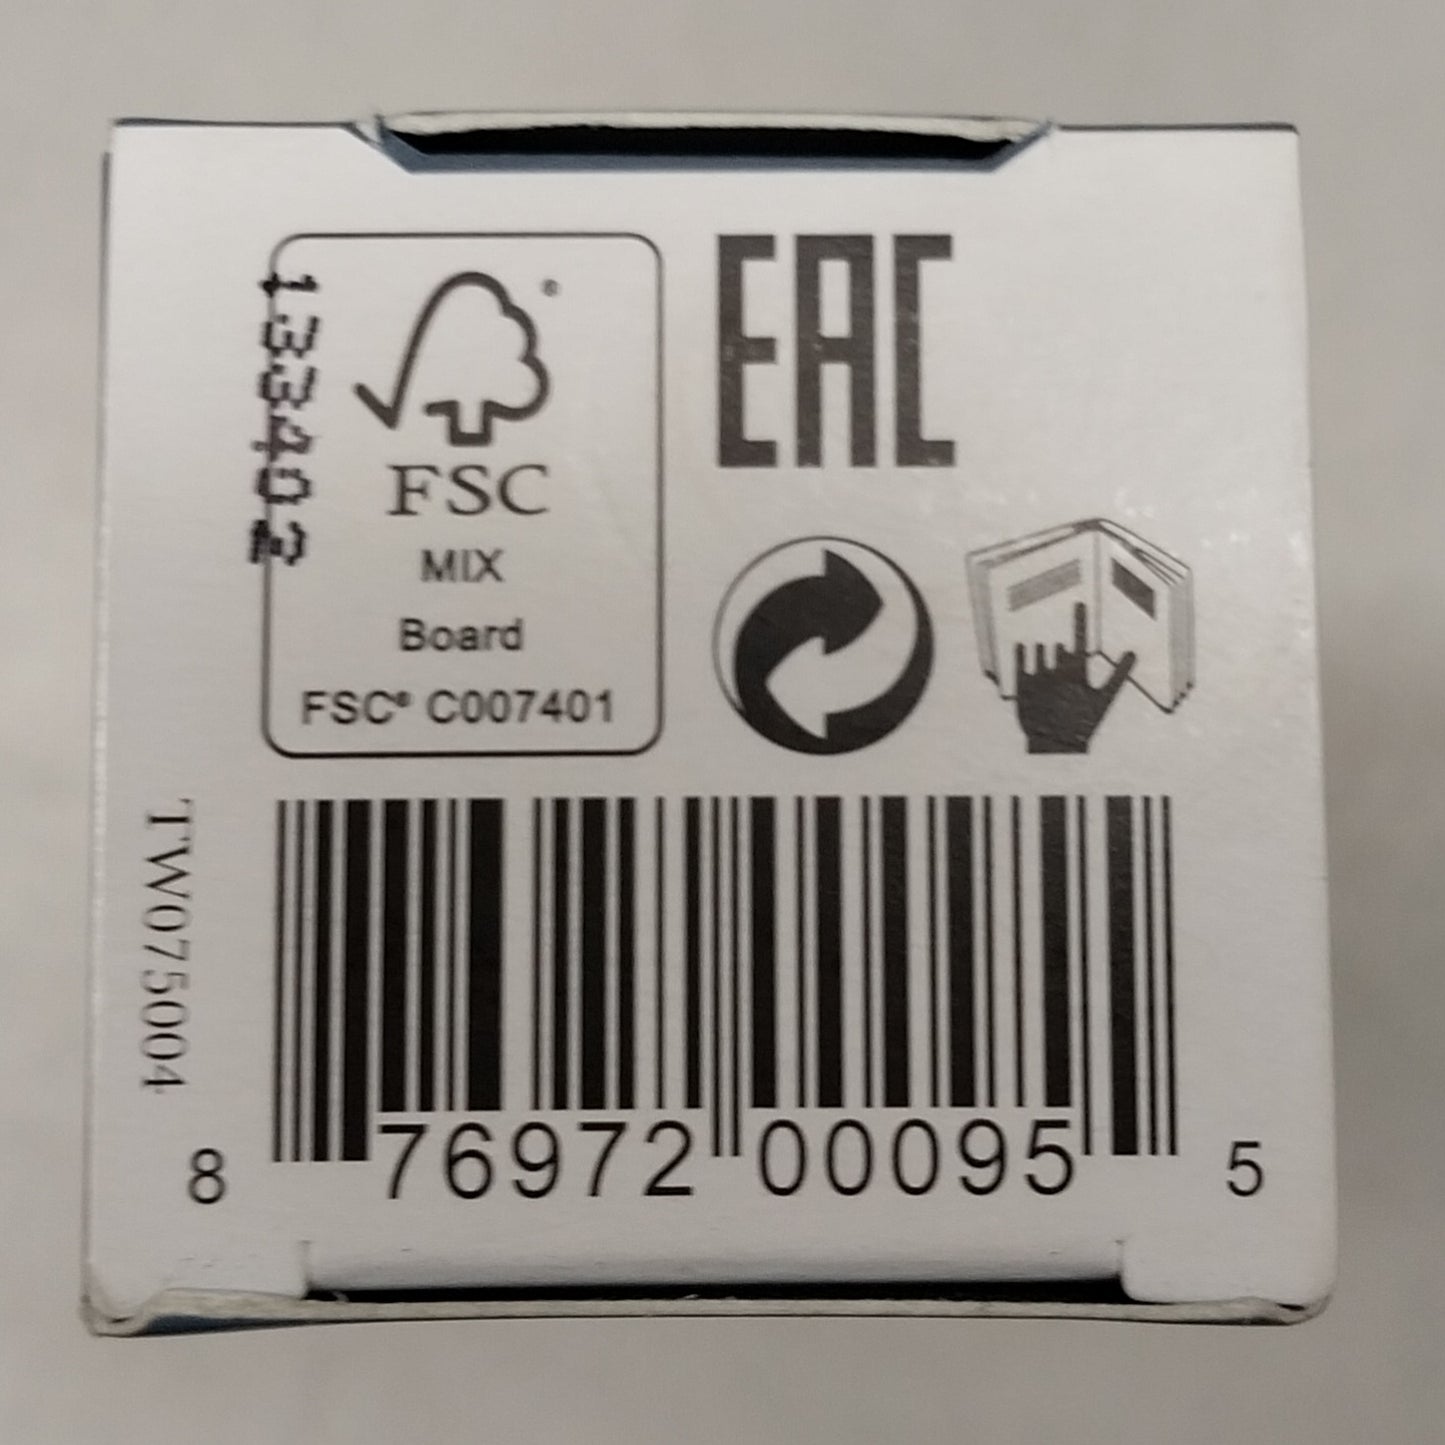 133402
FSC®
MIX
Board
FSC® C007401
EAC
TW075004
8 76972 00095 5